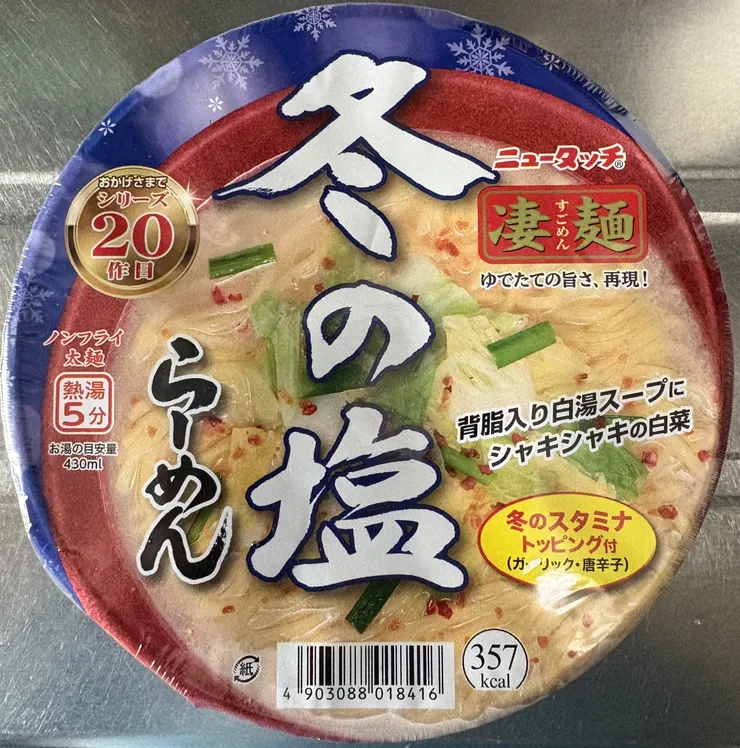 冬の塩
らーめん
おかげさまで
シリーズ
20
作目
ニュータッチ®
凄麺
すごめん
ゆでたての旨さ、再現!
ノンフライ
太麺
熱湯
5分
お湯の目安量
430ml
背脂入り白湯スープに
シャキシャキの白菜
冬のスタミナ
トッピング付
(ガーリック・唐辛子)
紙
4 903088 018416
357
kcal